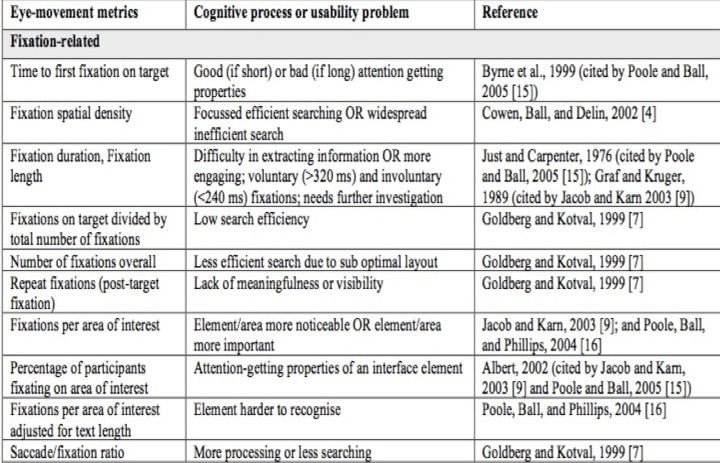 Eye-movement metrics Cognitive process or usability problem Reference
Fixation-related
Time to first fixation on target Good (if short) or bad (if long) attention getting Byrne et al., 1999 (cited by Poole and Ball,
properties 2005 [15])
Fixation spatial density Focussed efficient searching OR widespread Cowen, Ball, and Delin, 2002 [4]
inefficient search
Fixation duration, Fixation Difficulty in extracting information OR more Just and Carpenter, 1976 (cited by Poole
length engaging; voluntary (>320 ms) and involuntary and Ball, 2005 [15]); Graf and Kruger,
(<240 ms) fixations; needs further investigation 1989 (cited by Jacob and Karn 2003 [9])
Fixations on target divided by Low search efficiency Goldberg and Kotval, 1999 [7]
total number of fixations
Number of fixations overall Less efficient search due to sub optimal layout Goldberg and Kotval, 1999 [7]
Repeat fixations (post-target Lack of meaningfulness or visibility Goldberg and Kotval, 1999 [7]
fixation)
Fixations per area of interest Element/area more noticeable OR element/area Jacob and Karn, 2003 [9]; and Poole, Ball,
more important and Phillips, 2004 [16]
Percentage of participants Attention-getting properties of an interface element Albert, 2002 (cited by Jacob and Karn,
fixating on area of interest 2003 [9] and Poole and Ball, 2005 [15])
Fixations per area of interest Element harder to recognise Poole, Ball, and Phillips, 2004 [16]
adjusted for text length
Saccade/fixation ratio More processing or less searching Goldberg and Kotval, 1999 [7]